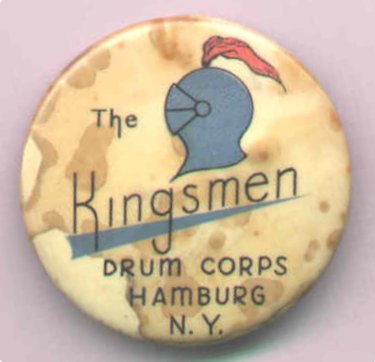 The
Kingsmen
DRUM CORPS
HAMBURG
N.Y.